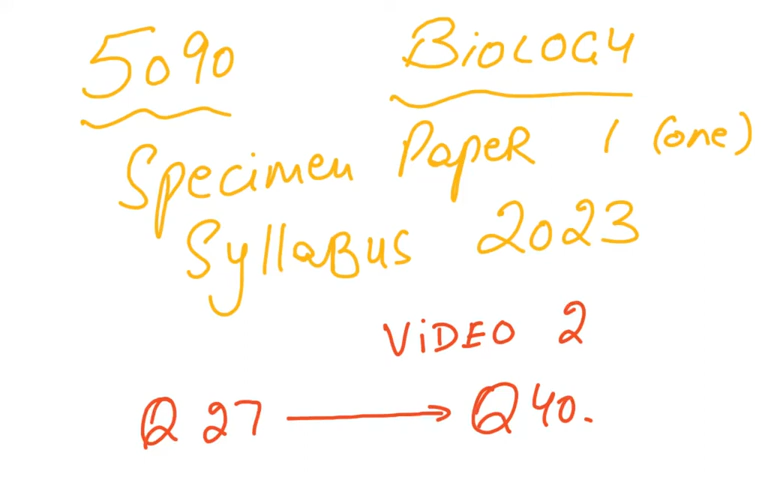 5090 BiOLOGY
Specimen PapeR 1 (one)
SyllaBus 2023
ViDEO 2
Q 27 → Q 40.